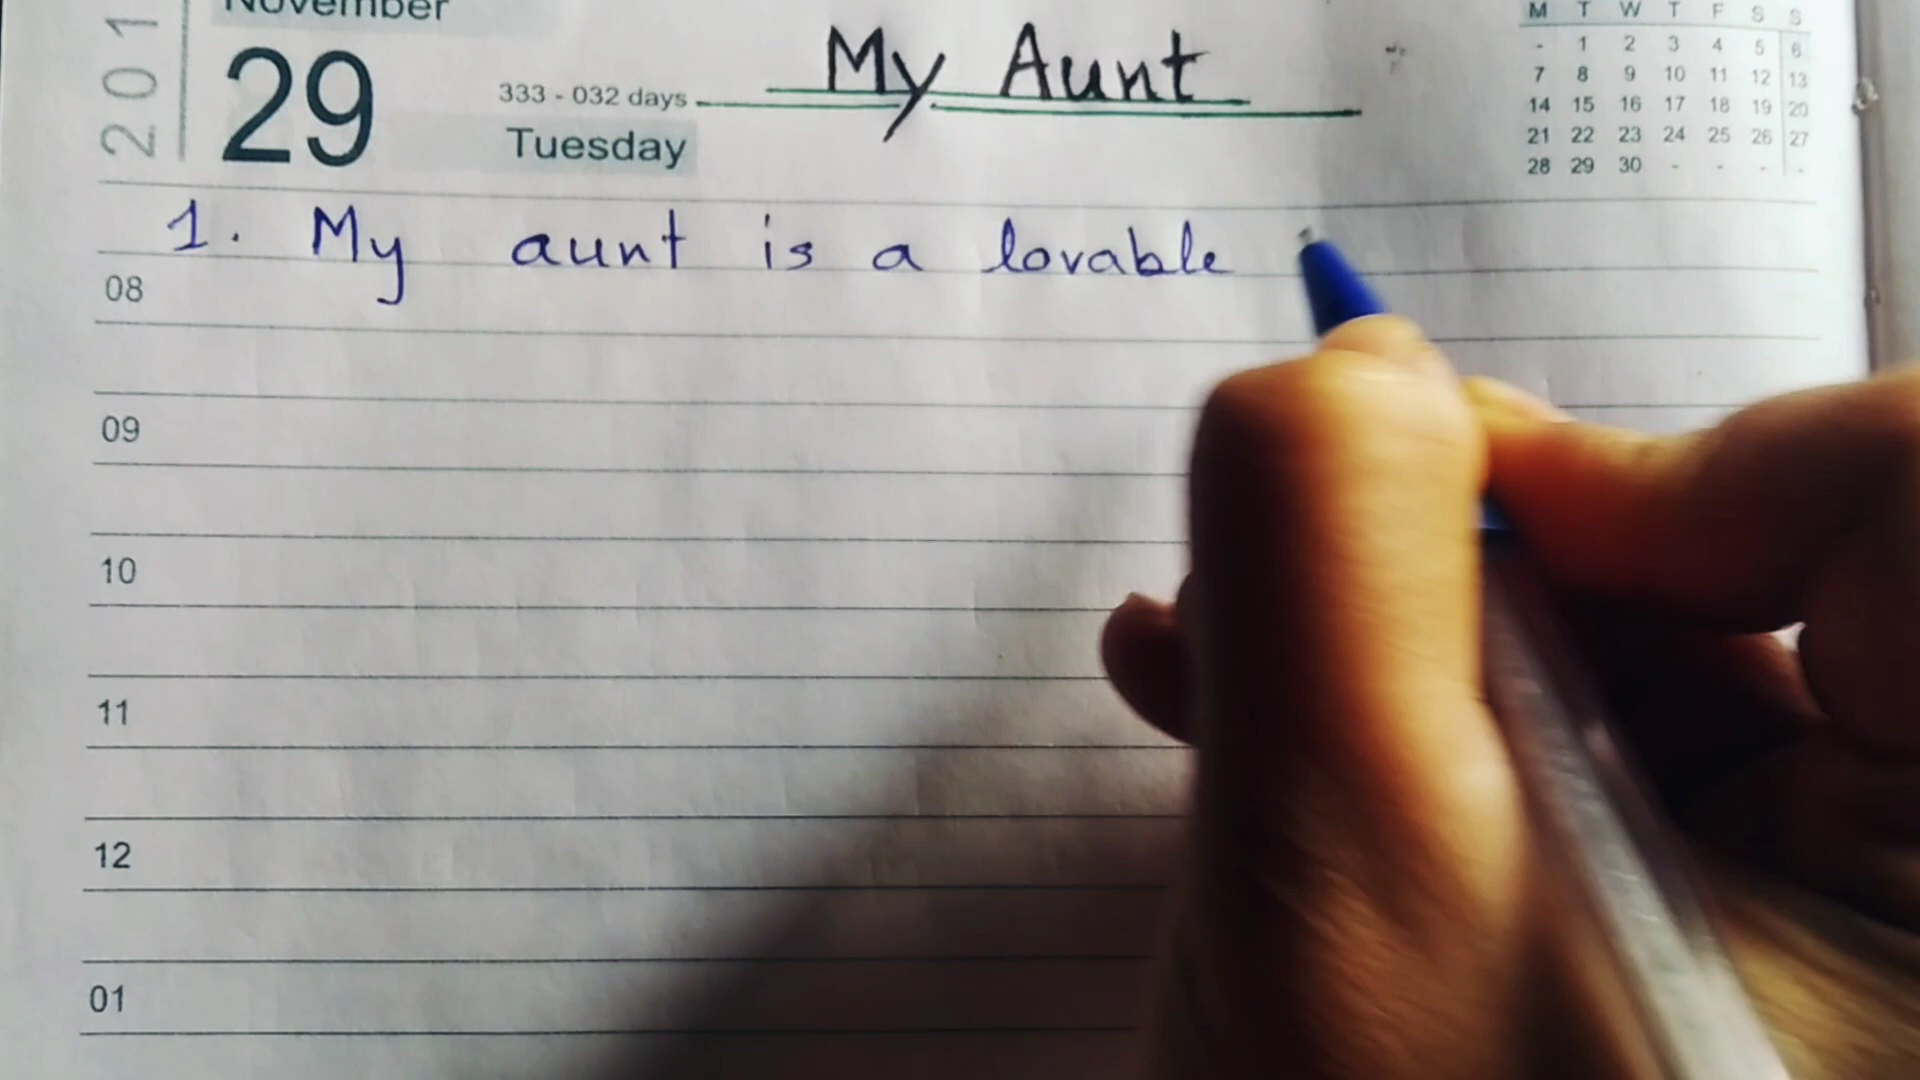 201
November
29
333 - 032 days
Tuesday
My Aunt
M T W T F S S
- 1 2 3 4 5 6
7 8 9 10 11 12 13
14 15 16 17 18 19 20
21 22 23 24 25 26 27
28 29 30 - - - -
1. My aunt is a lovable
08
09
10
11
12
01